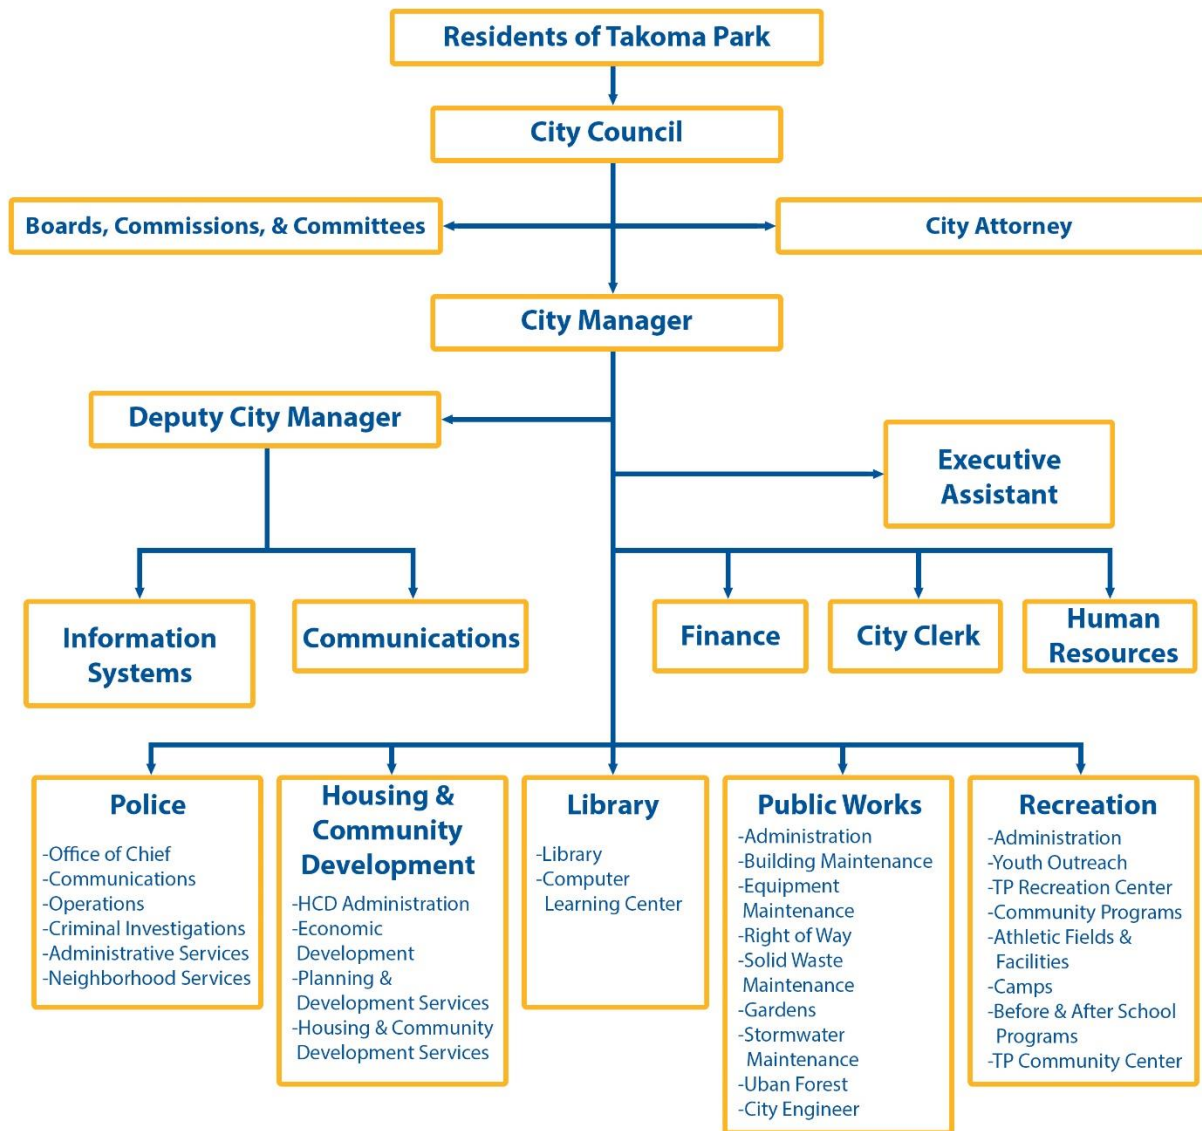 Residents of Takoma Park
City Council
Boards, Commissions, & Committees
City Attorney
City Manager
Deputy City Manager
Executive
Assistant
Information
Systems
Communications
Finance
City Clerk
Human
Resources
Police
-Office of Chief
-Communications
-Operations
-Criminal Investigations
-Administrative Services
-Neighborhood Services
Housing &
Community
Development
-HCD Administration
-Economic
Development
-Planning &
Development Services
-Housing & Community
Development Services
Library
-Library
-Computer
Learning Center
Public Works
-Administration
-Building Maintenance
-Equipment
Maintenance
-Right of Way
-Solid Waste
Maintenance
-Gardens
-Stormwater
Maintenance
-Uban Forest
-City Engineer
Recreation
-Administration
-Youth Outreach
-TP Recreation Center
-Community Programs
-Athletic Fields &
Facilities
-Camps
-Before & After School
Programs
-TP Community Center